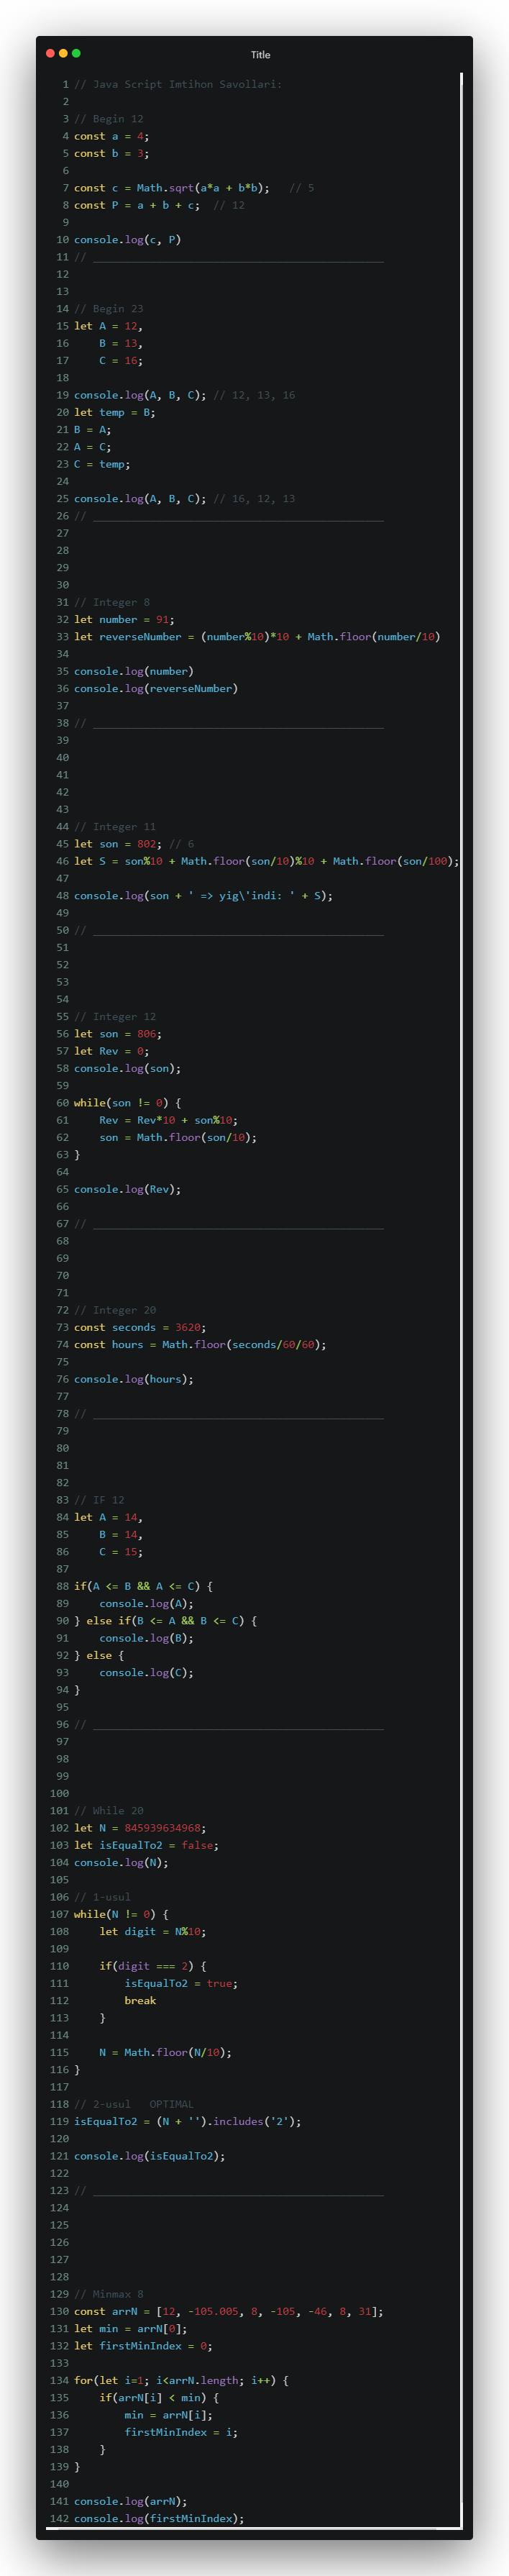 Title
1 // Java Script Imtihon Savollari:
2
3 // Begin 12
4 const a = 4;
5 const b = 3;
6
7 const c = Math.sqrt(a*a + b*b);   // 5
8 const P = a + b + c;  // 12
9
10 console.log(c, P)
11 // ______________________________________________
12
13
14 // Begin 23
15 let A = 12,
16     B = 13,
17     C = 16;
18
19 console.log(A, B, C); // 12, 13, 16
20 let temp = B;
21 B = A;
22 A = C;
23 C = temp;
24
25 console.log(A, B, C); // 16, 12, 13
26 // ______________________________________________
27
28
29
30
31 // Integer 8
32 let number = 91;
33 let reverseNumber = (number%10)*10 + Math.floor(number/10)
34
35 console.log(number)
36 console.log(reverseNumber)
37
38 // ______________________________________________
39
40
41
42
43
44 // Integer 11
45 let son = 802; // 6
46 let S = son%10 + Math.floor(son/10)%10 + Math.floor(son/100);
47
48 console.log(son + ' => yig\'indi: ' + S);
49
50 // ______________________________________________
51
52
53
54
55 // Integer 12
56 let son = 806;
57 let Rev = 0;
58 console.log(son);
59
60 while(son != 0) {
61     Rev = Rev*10 + son%10;
62     son = Math.floor(son/10);
63 }
64
65 console.log(Rev);
66
67 // ______________________________________________
68
69
70
71
72 // Integer 20
73 const seconds = 3620;
74 const hours = Math.floor(seconds/60/60);
75
76 console.log(hours);
77
78 // ______________________________________________
79
80
81
82
83 // IF 12
84 let A = 14,
85     B = 14,
86     C = 15;
87
88 if(A <= B && A <= C) {
89     console.log(A);
90 } else if(B <= A && B <= C) {
91     console.log(B);
92 } else {
93     console.log(C);
94 }
95
96 // ______________________________________________
97
98
99
100
101 // While 20
102 let N = 845939634968;
103 let isEqualTo2 = false;
104 console.log(N);
105
106 // 1-usul
107 while(N != 0) {
108     let digit = N%10;
109
110     if(digit === 2) {
111         isEqualTo2 = true;
112         break
113     }
114
115     N = Math.floor(N/10);
116 }
117
118 // 2-usul   OPTIMAL
119 isEqualTo2 = (N + '').includes('2');
120
121 console.log(isEqualTo2);
122
123 // ______________________________________________
124
125
126
127
128
129 // Minmax 8
130 const arrN = [12, -105.005, 8, -105, -46, 8, 31];
131 let min = arrN[0];
132 let firstMinIndex = 0;
133
134 for(let i=1; i<arrN.length; i++) {
135     if(arrN[i] < min) {
136         min = arrN[i];
137         firstMinIndex = i;
138     }
139 }
140
141 console.log(arrN);
142 console.log(firstMinIndex);